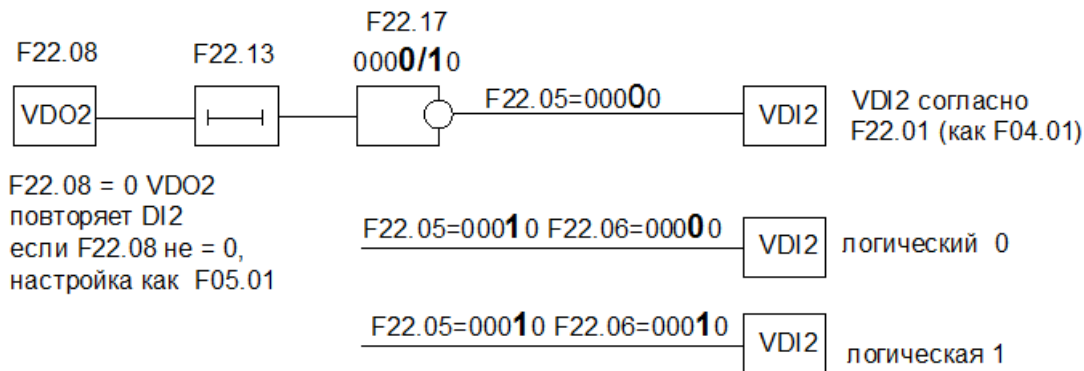 F22.08
F22.13
F22.17
0000/10
VDO2
F22.05=00000
VDI2
VDI2 согласно
F22.01 (как F04.01)
F22.08 = 0 VDO2
повторяет DI2
если F22.08 не = 0,
настройка как F05.01
F22.05=00010 F22.06=00000
VDI2
логический 0
F22.05=00010 F22.06=00010
VDI2
логическая 1